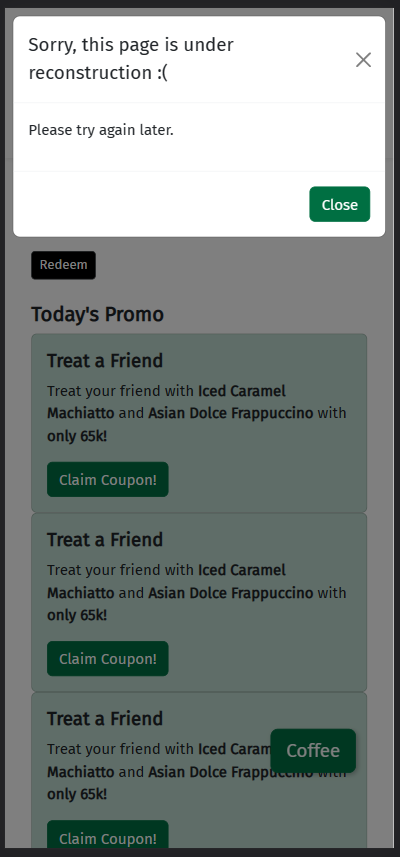 Sorry, this page is under
reconstruction :(
Please try again later.
Close
Redeem
Today's Promo
Treat a Friend
Treat your friend with Iced Caramel
Machiatto and Asian Dolce Frappuccino with
only 65k!
Claim Coupon!
Treat a Friend
Treat your friend with Iced Caramel
Machiatto and Asian Dolce Frappuccino with
only 65k!
Claim Coupon!
Treat a Friend
Treat your friend with Iced Caram
Coffee
Machiatto and Asian Dolce Frappuccino with
only 65k!
Claim Coupon!